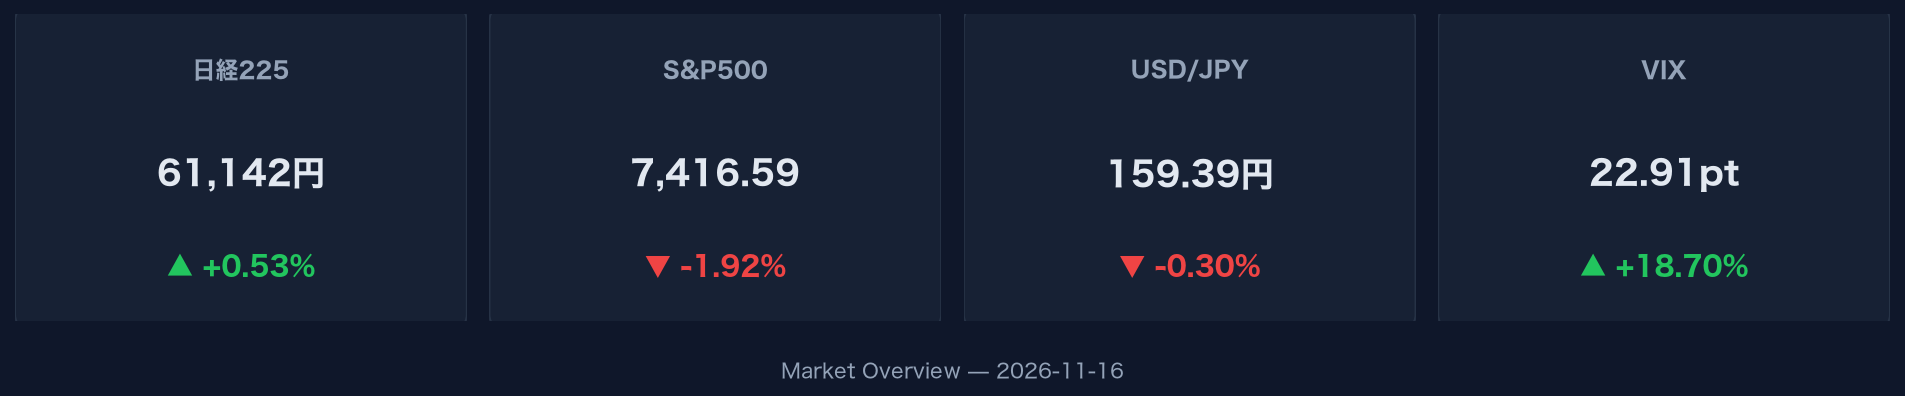 日経225
61,142円
▲ +0.53%
S&P500
7,416.59
▼ -1.92%
USD/JPY
159.39円
▼ -0.30%
VIX
22.91pt
▲ +18.70%
Market Overview — 2026-11-16